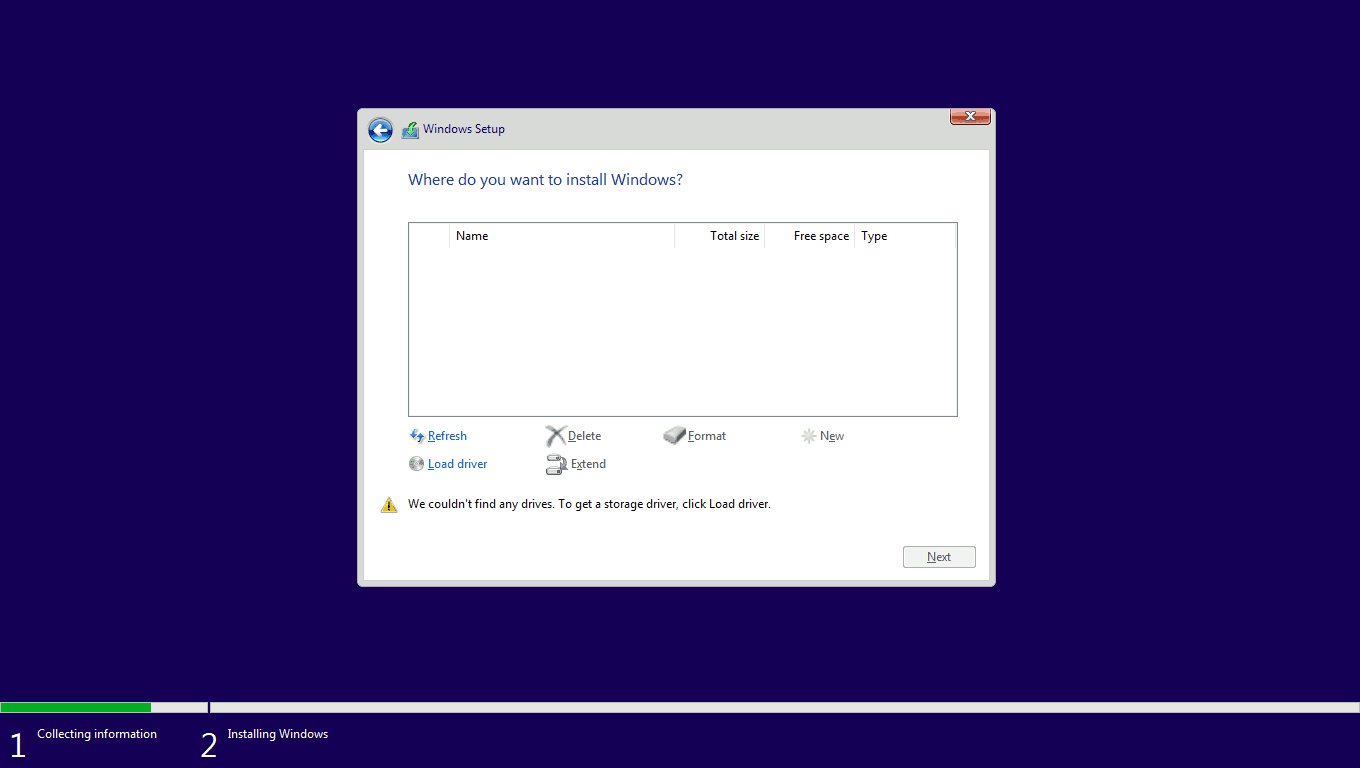 Windows Setup
Where do you want to install Windows?
Name Total size Free space Type
Refresh Delete Format New
Load driver Extend
We couldn't find any drives. To get a storage driver, click Load driver.
Next
1 Collecting information 2 Installing Windows